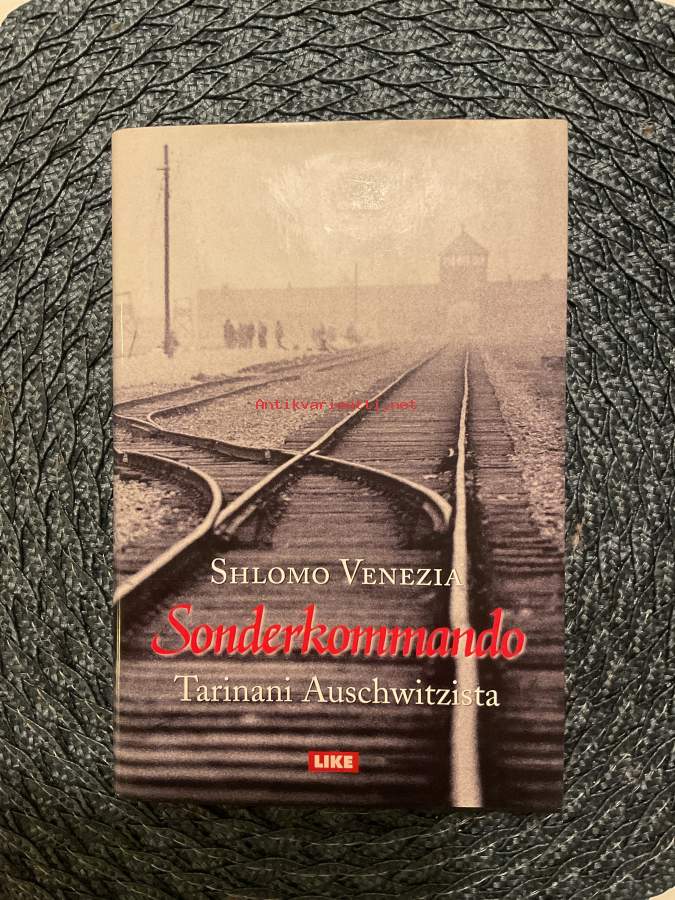 Antikvariaatti.net
SHLOMO VENEZIA
Sonderkommando
Tarinani Auschwitzista
LIKE